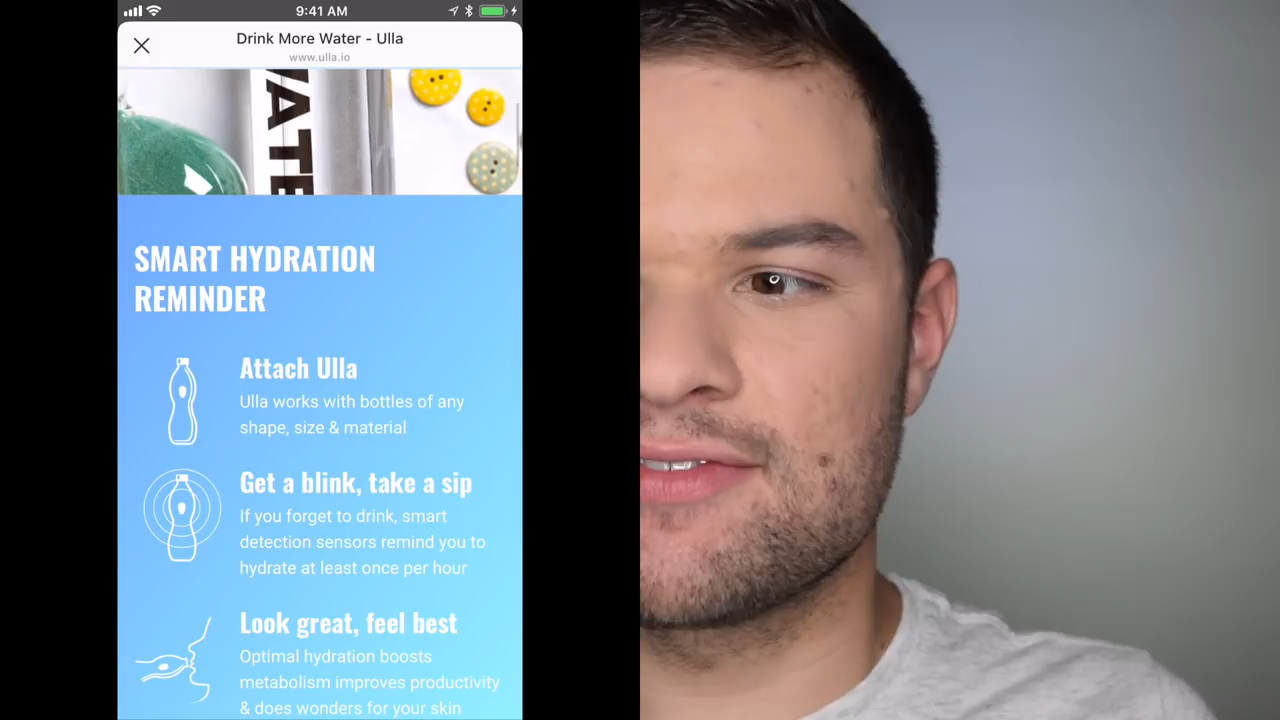 9:41 AM
Drink More Water - Ulla
www.ulla.io
WATE
SMART HYDRATION
REMINDER
Attach Ulla
Ulla works with bottles of any
shape, size & material
Get a blink, take a sip
If you forget to drink, smart
detection sensors remind you to
hydrate at least once per hour
Look great, feel best
Optimal hydration boosts
metabolism improves productivity
& does wonders for your skin